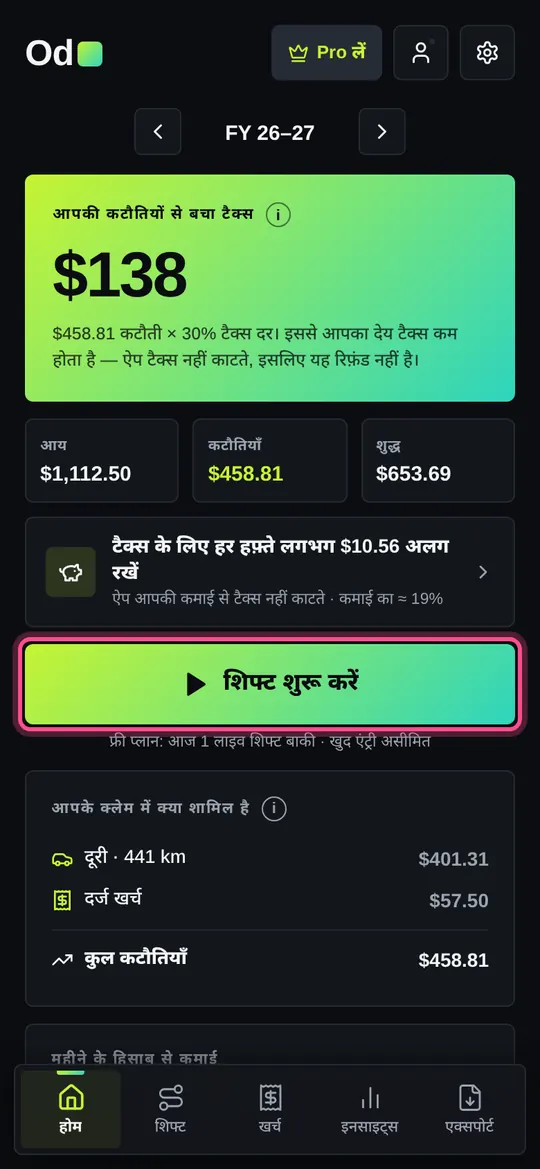 Od
Pro लें
FY 26–27
आपकी कटौतियों से बचा टैक्स
$138
$458.81 कटौती × 30% टैक्स दर। इससे आपका देय टैक्स कम
होता है — ऐप टैक्स नहीं काटते, इसलिए यह रिफ़ंड नहीं है।
आय
$1,112.50
कटौतियाँ
$458.81
शुद्ध
$653.69
टैक्स के लिए हर हफ़्ते लगभग $10.56 अलग
रखें
ऐप आपकी कमाई से टैक्स नहीं काटते · कमाई का ≈ 19%
शिफ्ट शुरू करें
फ्री प्लान: आज 1 लाइव शिफ्ट बाकी · खुद एंट्री असीमित
आपके क्लेम में क्या शामिल है
दूरी · 441 km
$401.31
दर्ज खर्च
$57.50
कुल कटौतियाँ
$458.81
महीने के हिसाब से कमाई
होम
शिफ्ट
खर्च
इनसाइट्स
एक्सपोर्ट